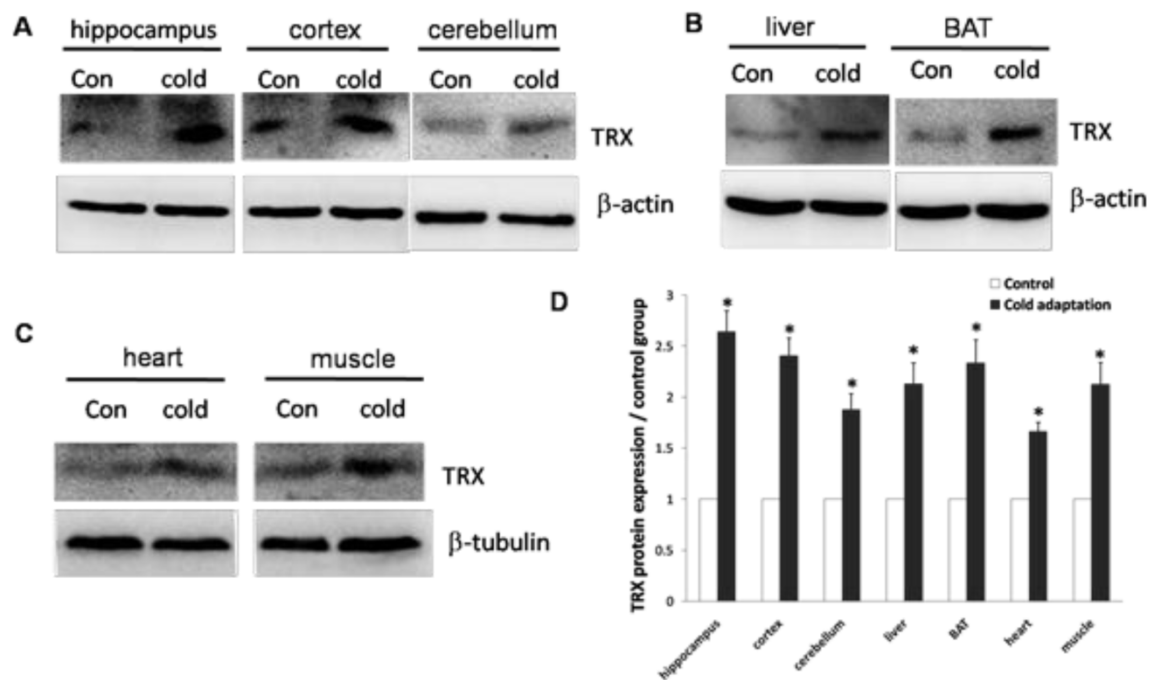 A
hippocampus cortex cerebellum
Con cold Con cold Con cold
TRX
β-actin
B
liver BAT
Con cold Con cold
TRX
β-actin
C
heart muscle
Con cold Con cold
TRX
β-tubulin
D
Control
Cold adaptation
TRX protein expression / control group
3
2.5
2
1.5
1
0.5
0
* * * * * * *
hippocampus cortex cerebellum liver BAT heart muscle